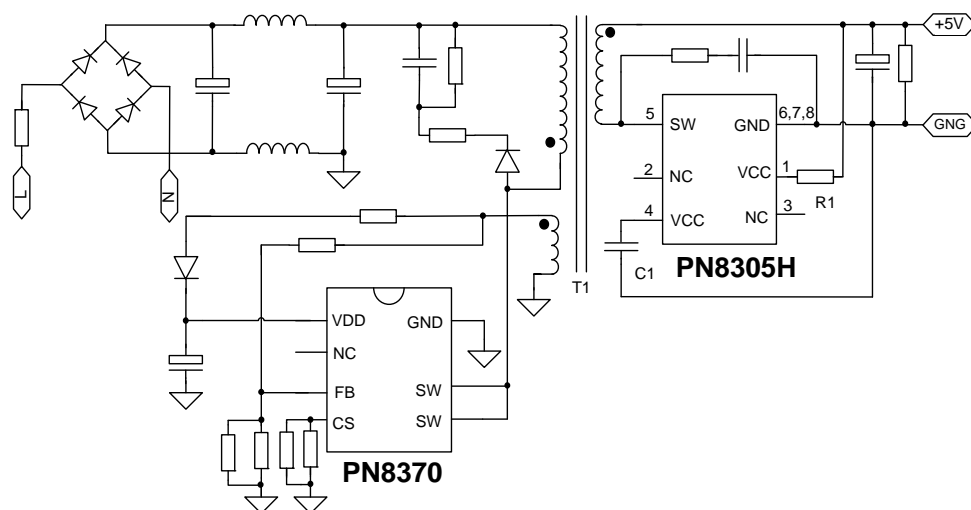 +5V
5
SW
GND
6,7,8
GNG
2
NC
VCC
1
R1
4
VCC
NC
3
PN8305H
C1
L
N
T1
VDD
GND
NC
FB
SW
CS
SW
PN8370